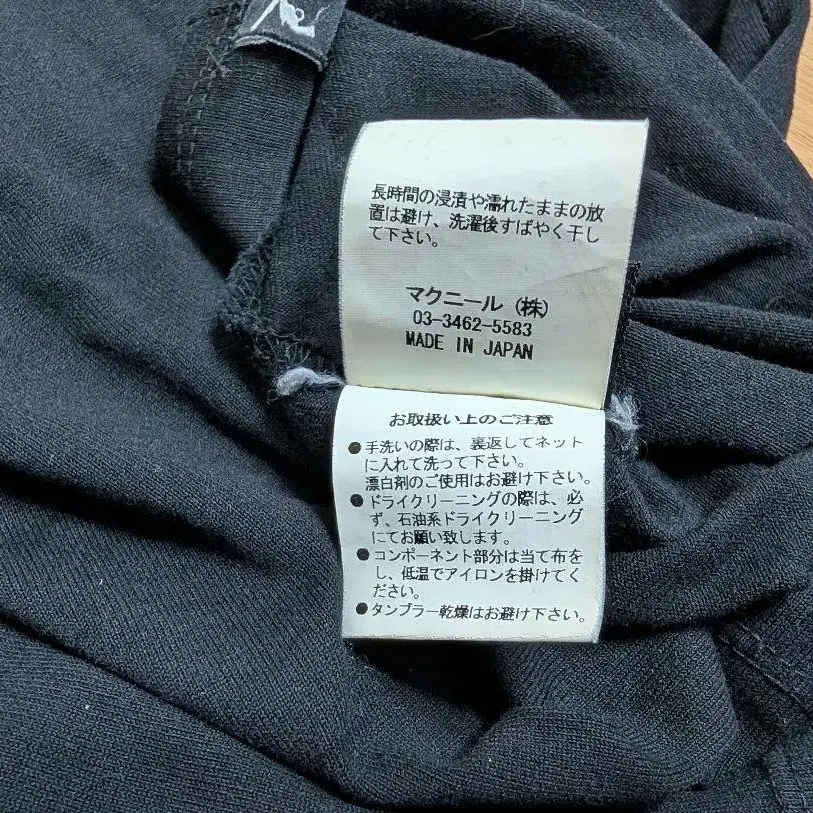 長時間の浸漬や濡れたままの放
置は避け、洗濯後すばやく干し
て下さい。
マクニール（株）
03-3462-5583
MADE IN JAPAN
お取扱い上のご注意
●手洗いの際は、裏返してネット
に入れて洗って下さい。
漂白剤のご使用はお避け下さい。
●ドライクリーニングの際は、必
ず、石油系ドライクリーニング
にてお願い致します。
●コンポーネント部分は当て布を
し、低温でアイロンを掛けてく
ださい。
●タンブラー乾燥はお避け下さい。